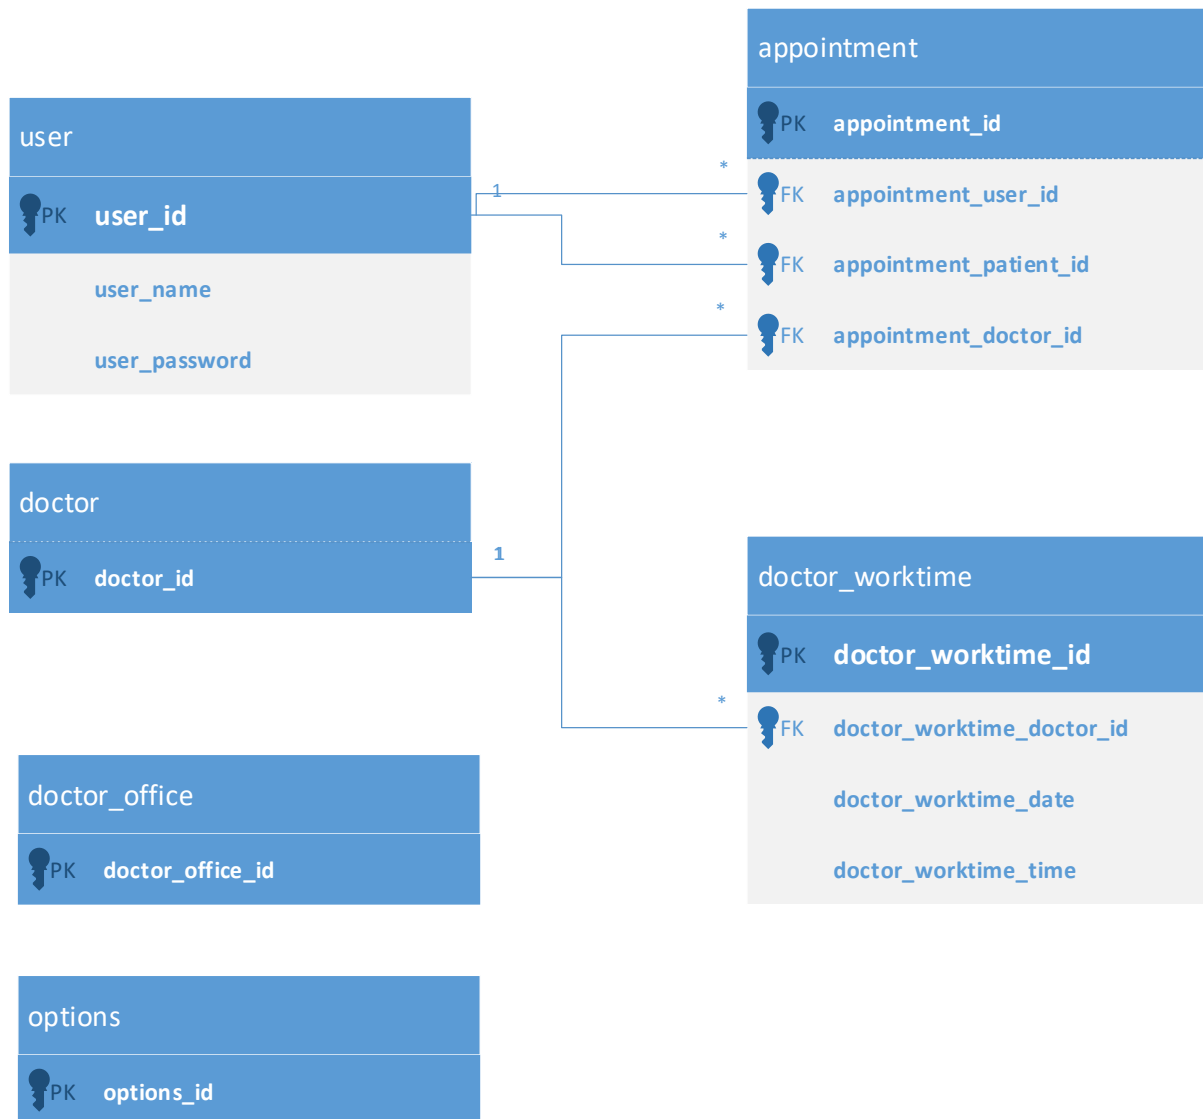 user
PK user_id
user_name
user_password
1
*
*
*
appointment
PK appointment_id
FK appointment_user_id
FK appointment_patient_id
FK appointment_doctor_id
doctor
PK doctor_id
1
*
doctor_worktime
PK doctor_worktime_id
FK doctor_worktime_doctor_id
doctor_worktime_date
doctor_worktime_time
doctor_office
PK doctor_office_id
options
PK options_id